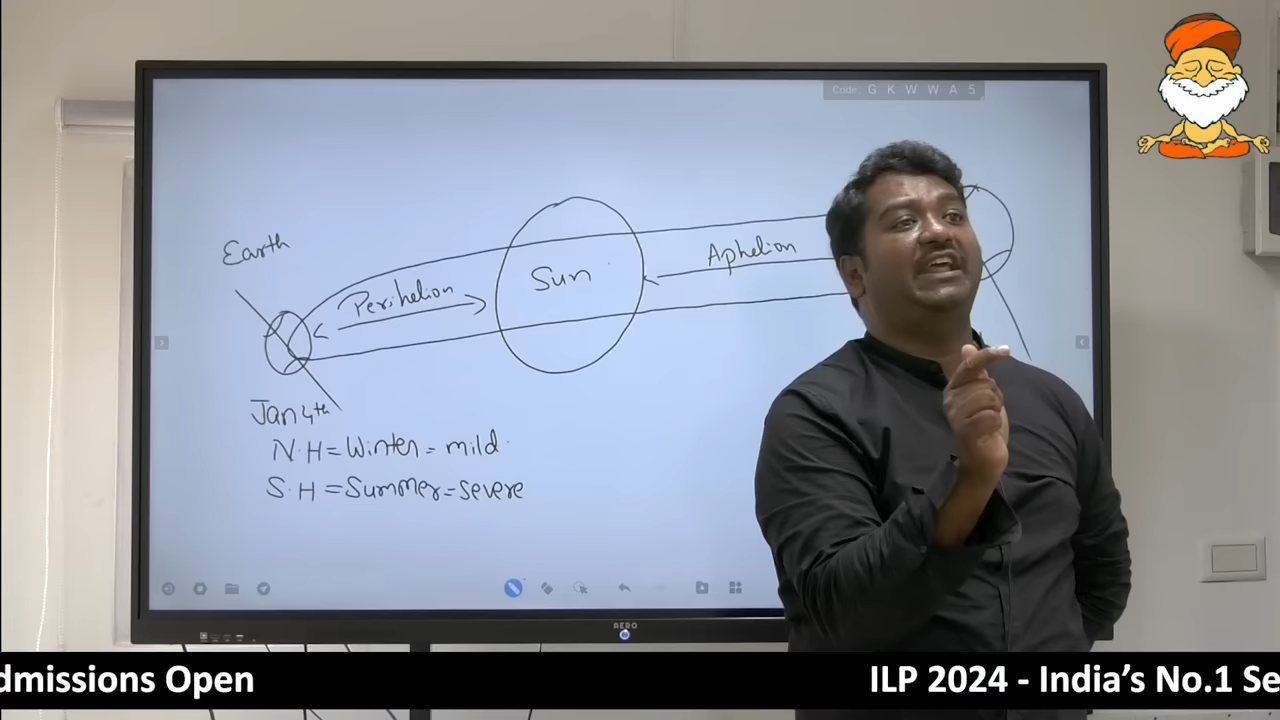 Code: G K W W A 5
Earth
Perihelion
Sun
Aphelion
Jan 4th
N.H = Winter = mild.
S.H = Summer = severe
AERO
dmissions Open
ILP 2024 - India’s No.1 Se